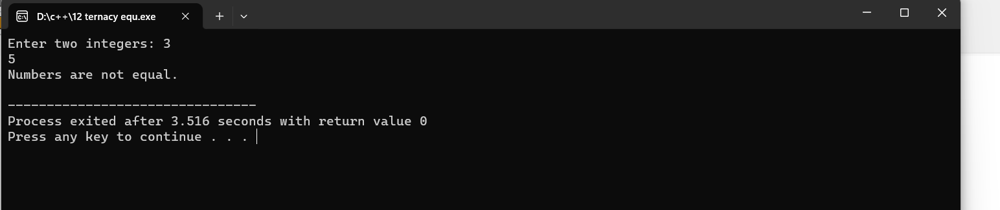 D:\c++\12 ternacy equ.exe
Enter two integers: 3
5
Numbers are not equal.
--------------------------------
Process exited after 3.516 seconds with return value 0
Press any key to continue . . .